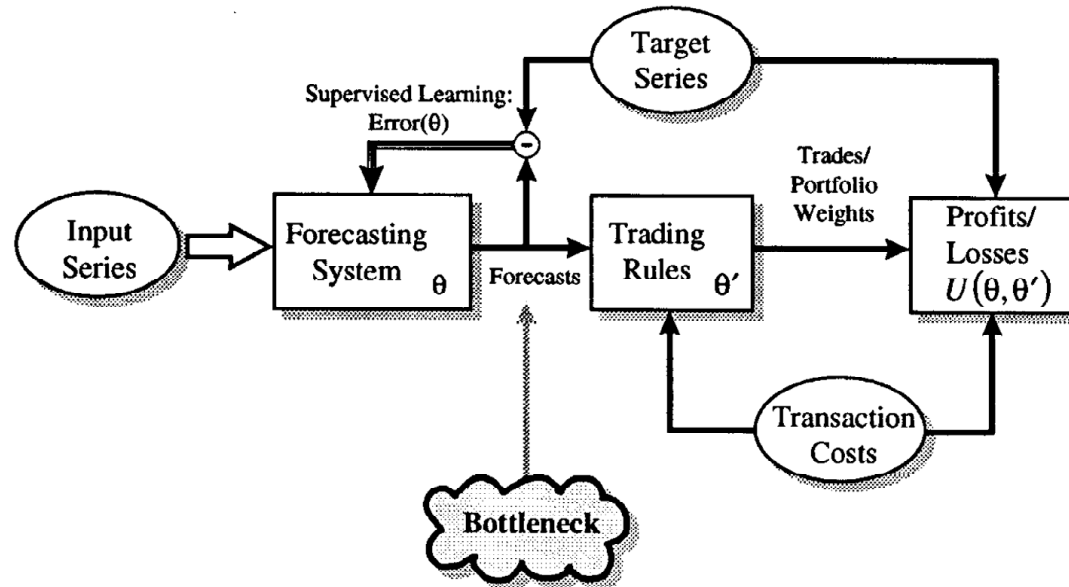 Target
Series
Supervised Learning:
Error(θ)
-
Trades/
Portfolio
Weights
Input
Series
Forecasting
System
θ
Forecasts
Trading
Rules
θ′
Profits/
Losses
U(θ,θ′)
Transaction
Costs
Bottleneck